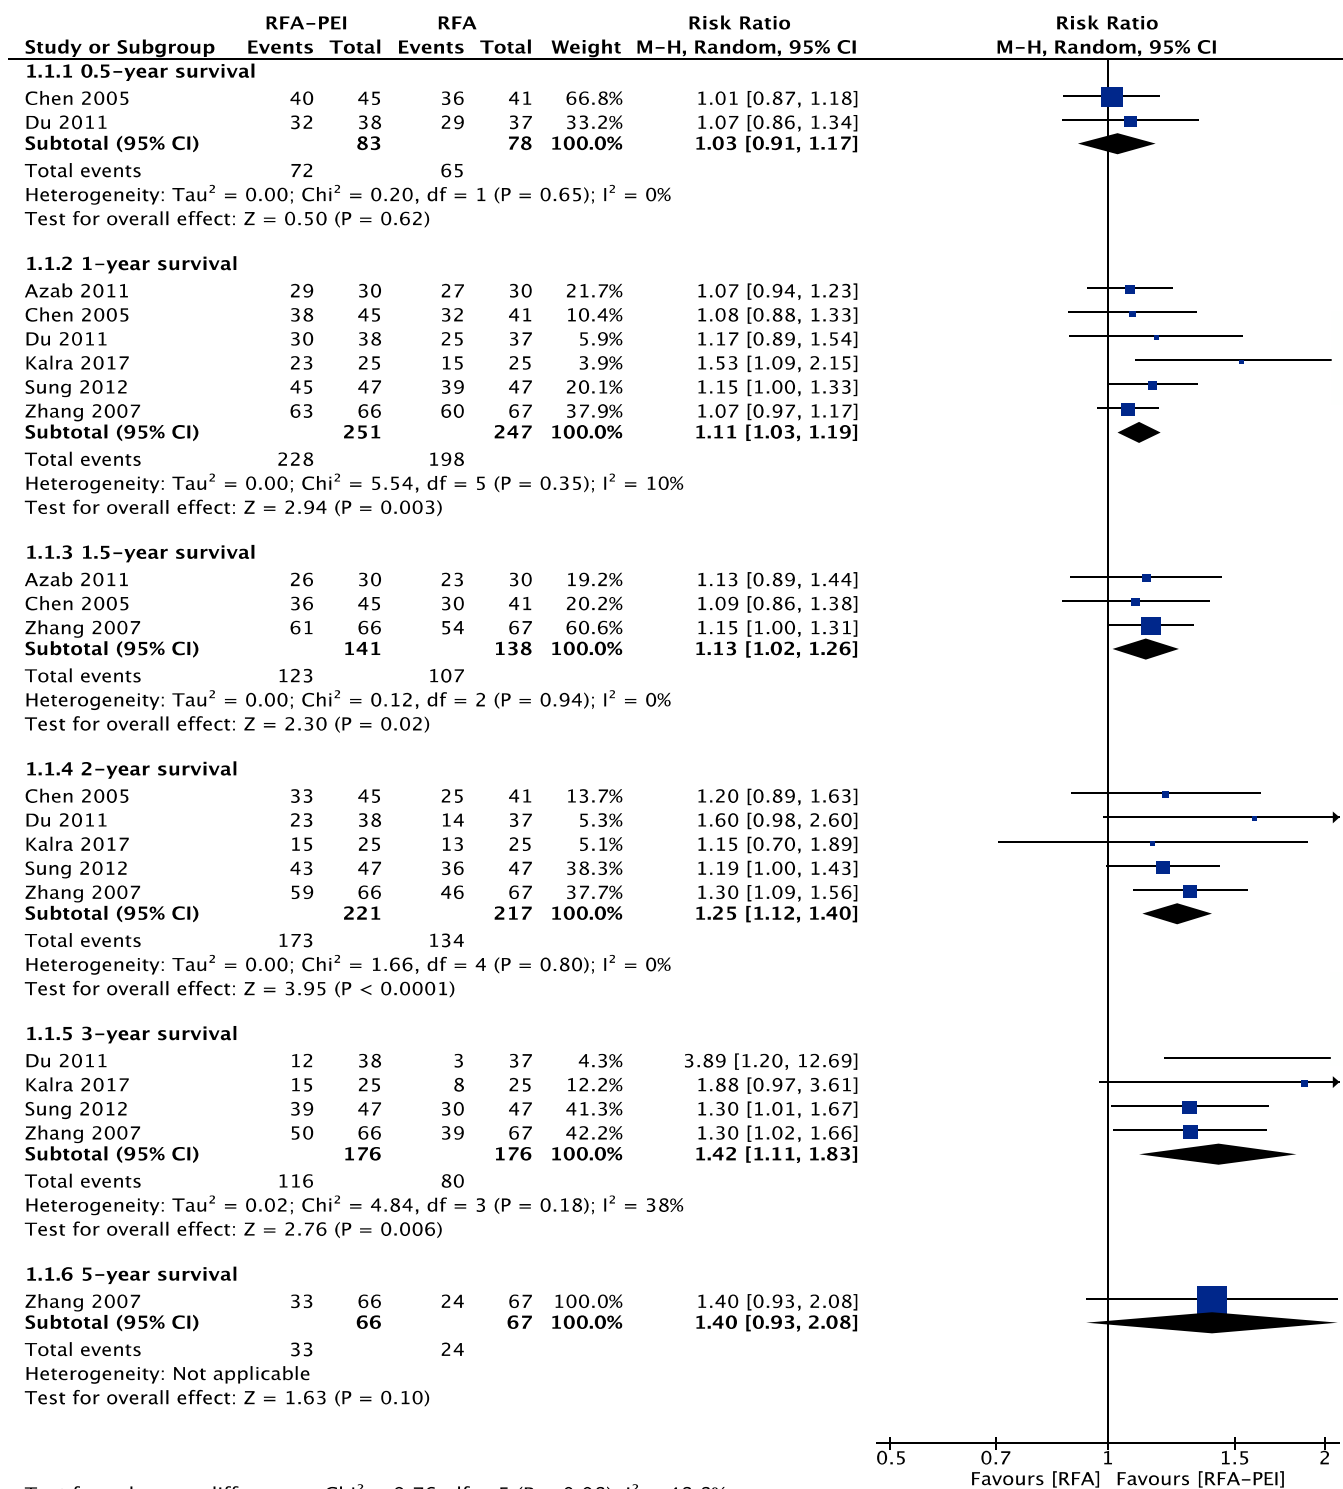 RFA-PEI RFA Risk Ratio Risk Ratio
Study or Subgroup Events Total Events Total Weight M-H, Random, 95% CI M-H, Random, 95% CI
1.1.1 0.5-year survival
Chen 2005 40 45 36 41 66.8% 1.01 [0.87, 1.18]
Du 2011 32 38 29 37 33.2% 1.07 [0.86, 1.34]
Subtotal (95% CI) 83 78 100.0% 1.03 [0.91, 1.17]
Total events 72 65
Heterogeneity: Tau² = 0.00; Chi² = 0.20, df = 1 (P = 0.65); I² = 0%
Test for overall effect: Z = 0.50 (P = 0.62)
1.1.2 1-year survival
Azab 2011 29 30 27 30 21.7% 1.07 [0.94, 1.23]
Chen 2005 38 45 32 41 10.4% 1.08 [0.88, 1.33]
Du 2011 30 38 25 37 5.9% 1.17 [0.89, 1.54]
Kalra 2017 23 25 15 25 3.9% 1.53 [1.09, 2.15]
Sung 2012 45 47 39 47 20.1% 1.15 [1.00, 1.33]
Zhang 2007 63 66 60 67 37.9% 1.07 [0.97, 1.17]
Subtotal (95% CI) 251 247 100.0% 1.11 [1.03, 1.19]
Total events 228 198
Heterogeneity: Tau² = 0.00; Chi² = 5.54, df = 5 (P = 0.35); I² = 10%
Test for overall effect: Z = 2.94 (P = 0.003)
1.1.3 1.5-year survival
Azab 2011 26 30 23 30 19.2% 1.13 [0.89, 1.44]
Chen 2005 36 45 30 41 20.2% 1.09 [0.86, 1.38]
Zhang 2007 61 66 54 67 60.6% 1.15 [1.00, 1.31]
Subtotal (95% CI) 141 138 100.0% 1.13 [1.02, 1.26]
Total events 123 107
Heterogeneity: Tau² = 0.00; Chi² = 0.12, df = 2 (P = 0.94); I² = 0%
Test for overall effect: Z = 2.30 (P = 0.02)
1.1.4 2-year survival
Chen 2005 33 45 25 41 13.7% 1.20 [0.89, 1.63]
Du 2011 23 38 14 37 5.3% 1.60 [0.98, 2.60]
Kalra 2017 15 25 13 25 5.1% 1.15 [0.70, 1.89]
Sung 2012 43 47 36 47 38.3% 1.19 [1.00, 1.43]
Zhang 2007 59 66 46 67 37.7% 1.30 [1.09, 1.56]
Subtotal (95% CI) 221 217 100.0% 1.25 [1.12, 1.40]
Total events 173 134
Heterogeneity: Tau² = 0.00; Chi² = 1.66, df = 4 (P = 0.80); I² = 0%
Test for overall effect: Z = 3.95 (P < 0.0001)
1.1.5 3-year survival
Du 2011 12 38 3 37 4.3% 3.89 [1.20, 12.69]
Kalra 2017 15 25 8 25 12.2% 1.88 [0.97, 3.61]
Sung 2012 39 47 30 47 41.3% 1.30 [1.01, 1.67]
Zhang 2007 50 66 39 67 42.2% 1.30 [1.02, 1.66]
Subtotal (95% CI) 176 176 100.0% 1.42 [1.11, 1.83]
Total events 116 80
Heterogeneity: Tau² = 0.02; Chi² = 4.84, df = 3 (P = 0.18); I² = 38%
Test for overall effect: Z = 2.76 (P = 0.006)
1.1.6 5-year survival
Zhang 2007 33 66 24 67 100.0% 1.40 [0.93, 2.08]
Subtotal (95% CI) 66 67 100.0% 1.40 [0.93, 2.08]
Total events 33 24
Heterogeneity: Not applicable
Test for overall effect: Z = 1.63 (P = 0.10)
0.5 0.7 1 1.5 2
Favours [RFA] Favours [RFA-PEI]